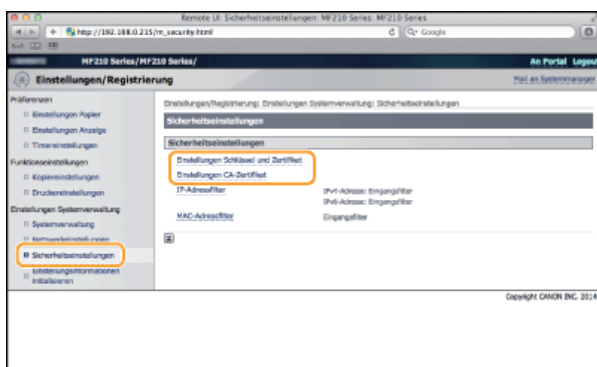 Remote UI: Sicherheitseinstellungen: MF210 Series: MF210 Series
http://192.168.0.215/m_security.html
Google
MF210 Series/MF210 Series/
An Portal Logou
Einstellungen/Registrierung
Mail an Systemmanager
Präferenzen
Einstellungen Papier
Einstellungen Anzeige
Timereinstellungen
Funktionseinstellungen
Kopiereinstellungen
Druckereinstellungen
Einstellungen Systemverwaltung
Systemverwaltung
Netzwerkeinstellungen
Sicherheitseinstellungen
Einstellungsinformationen initialisieren
Einstellungen/Registrierung: Einstellungen Systemverwaltung: Sicherheitseinstellungen
Sicherheitseinstellungen
Sicherheitseinstellungen
Einstellungen Schlüssel und Zertifikat
Einstellungen CA-Zertifikat
IP-Adressfilter
IPv4-Adresse: Eingangsfilter
IPv6-Adresse: Eingangsfilter
MAC-Adressfilter
Eingangsfilter
Copyright CANON INC. 2014